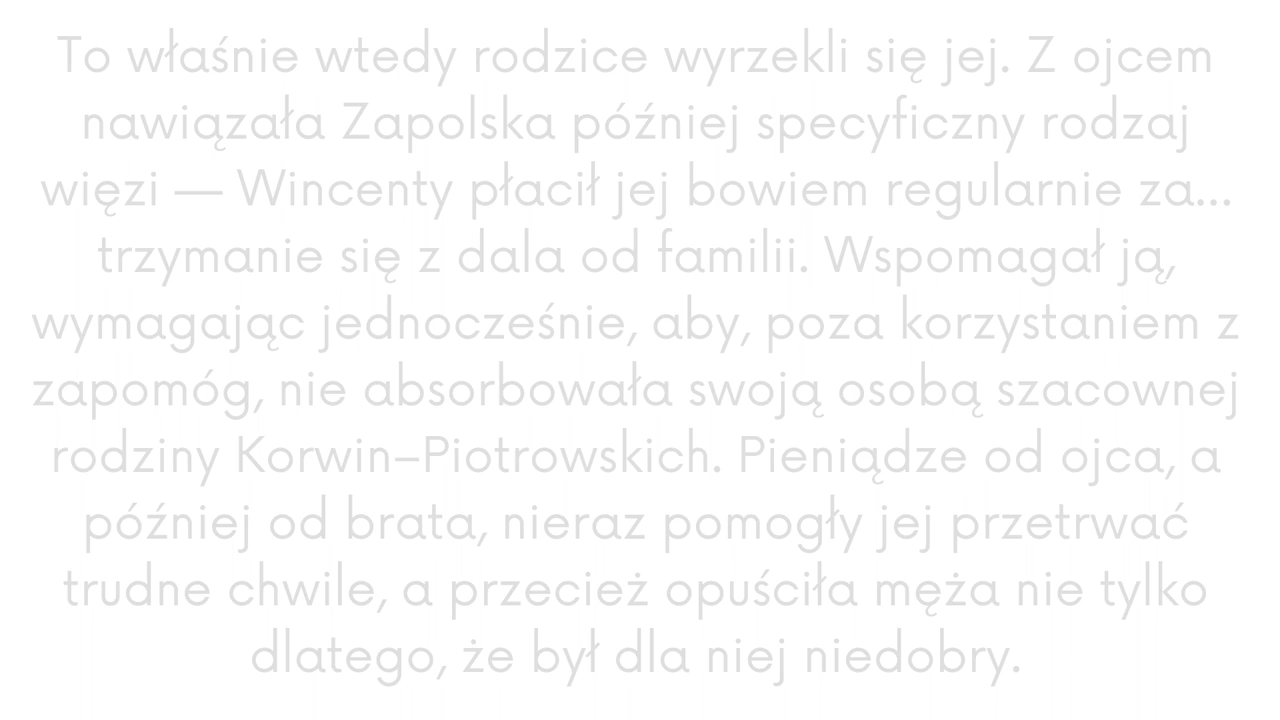 To właśnie wtedy rodzice wyrzekli się jej. Z ojcem
nawiązała Zapolska później specyficzny rodzaj
więzi — Wincenty płacił jej bowiem regularnie za...
trzymanie się z dala od familii. Wspomagał ją,
wymagając jednocześnie, aby, poza korzystaniem z
zapomóg, nie absorbowała swoją osobą szacownej
rodziny Korwin–Piotrowskich. Pieniądze od ojca, a
później od brata, nieraz pomogły jej przetrwać
trudne chwile, a przecież opuściła męża nie tylko
dlatego, że był dla niej niedobry.